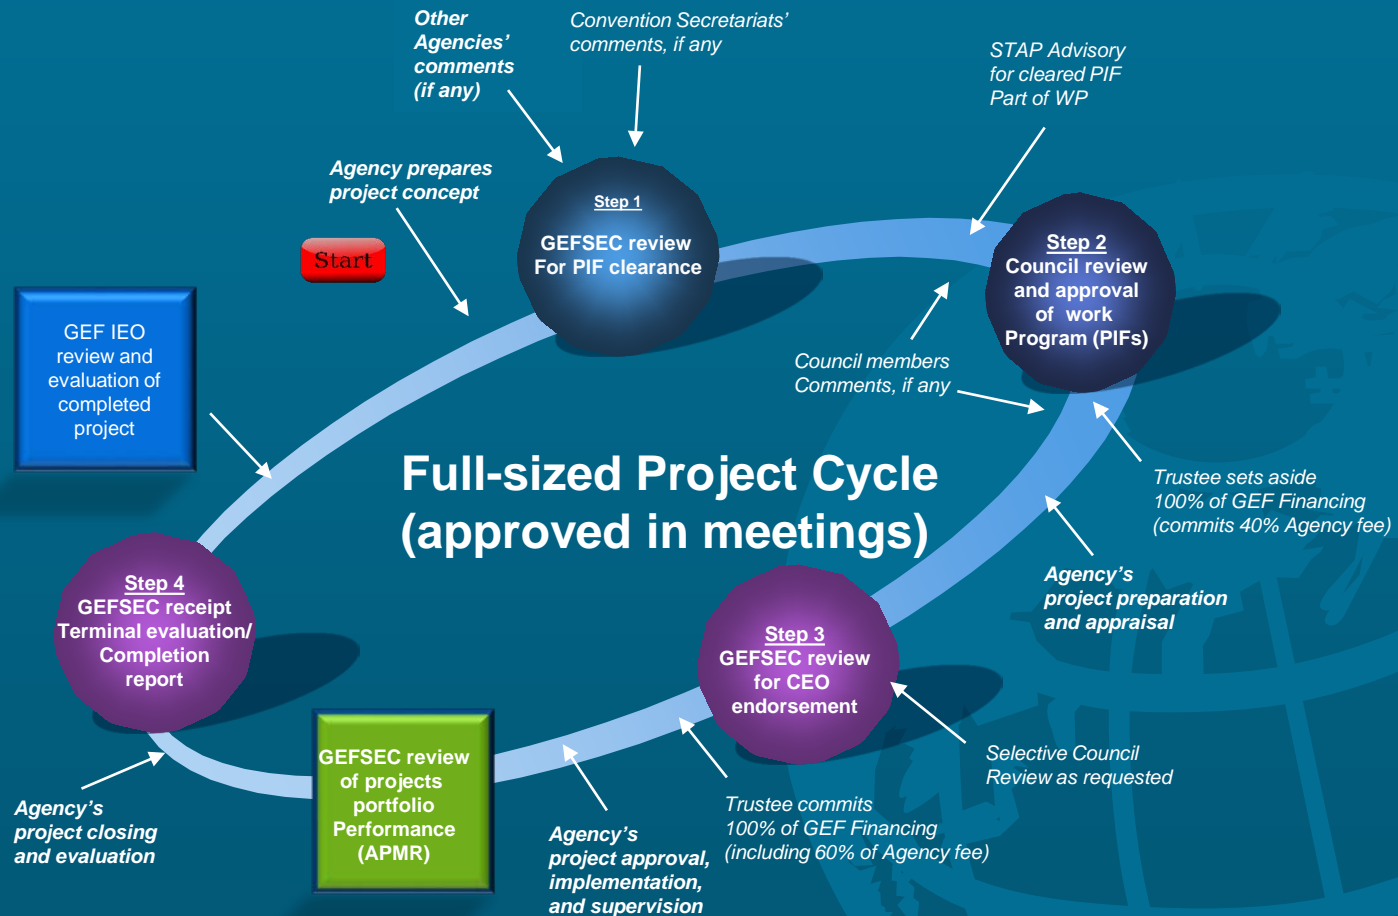 Other
Agencies’
comments
(if any)
Convention Secretariats’
comments, if any
STAP Advisory
for cleared PIF
Part of WP
Agency prepares
project concept
Start
Step 1
GEFSEC review
For PIF clearance
Step 2
Council review
and approval
of work
Program (PIFs)
GEF IEO
review and
evaluation of
completed
project
Council members
Comments, if any
Full-sized Project Cycle
(approved in meetings)
Trustee sets aside
100% of GEF Financing
(commits 40% Agency fee)
Agency’s
project preparation
and appraisal
Step 4
GEFSEC receipt
Terminal evaluation/
Completion
report
Step 3
GEFSEC review
for CEO
endorsement
Selective Council
Review as requested
GEFSEC review
of projects
portfolio
Performance
(APMR)
Trustee commits
100% of GEF Financing
(including 60% of Agency fee)
Agency’s
project closing
and evaluation
Agency’s
project approval,
implementation,
and supervision